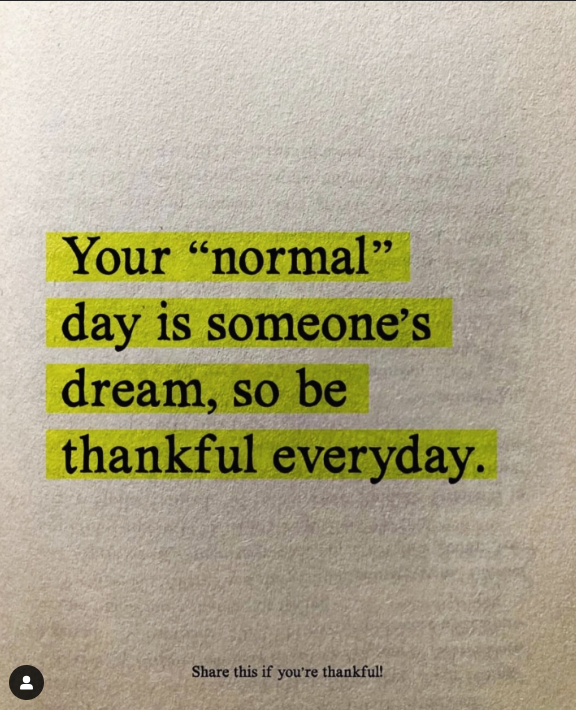 Your “normal”
day is someone’s
dream, so be
thankful everyday.
Share this if you’re thankful!